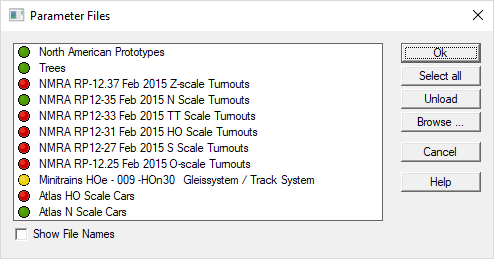 Parameter Files
North American Prototypes
Trees
NMRA RP-12.37 Feb 2015 Z-scale Turnouts
NMRA RP12-35 Feb 2015 N Scale Turnouts
NMRA RP12-33 Feb 2015 TT Scale Turnouts
NMRA RP12-31 Feb 2015 HO Scale Turnouts
NMRA RP12-27 Feb 2015 S Scale Turnouts
NMRA RP-12.25 Feb 2015 O-scale Turnouts
Minitrains HOe - 009 -HOn30 Gleissystem / Track System
Atlas HO Scale Cars
Atlas N Scale Cars
Show File Names
Ok
Select all
Unload
Browse ...
Cancel
Help